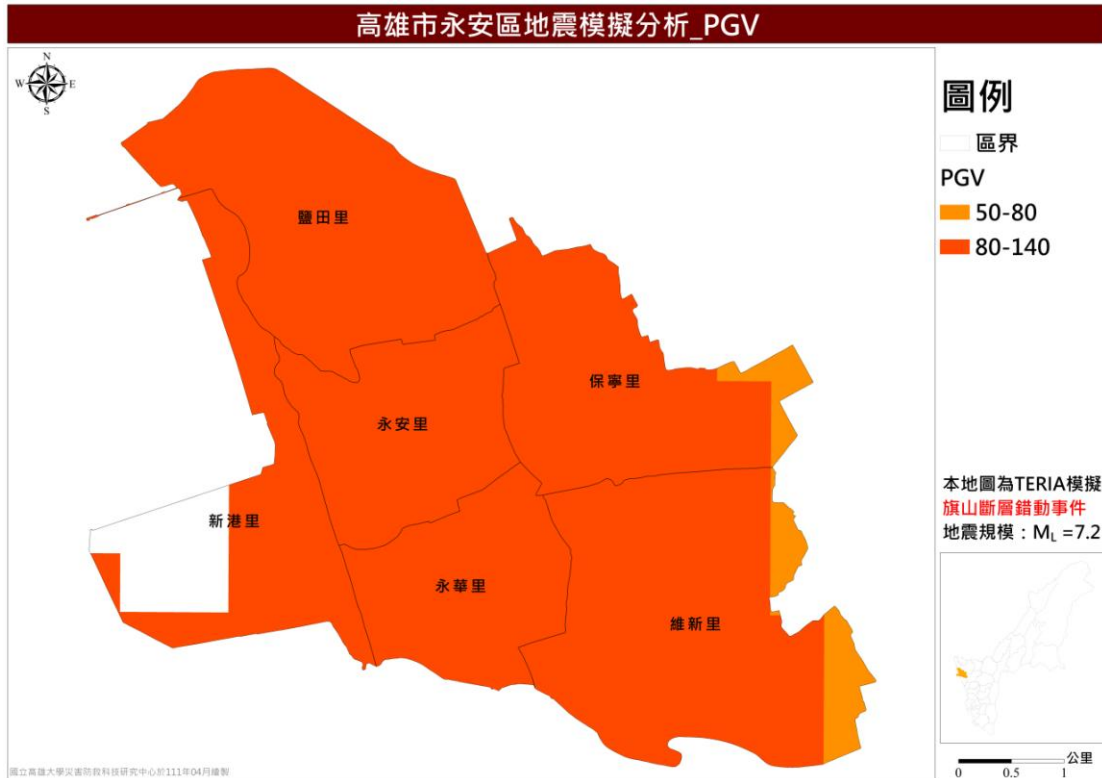 高雄市永安區地震模擬分析_PGV
N
W E
S
圖例
區界
PGV
50-80
80-140
鹽田里
保寧里
永安里
新港里
永華里
維新里
本地圖為TERIA模擬
旗山斷層錯動事件
地震規模：M_L =7.2
公里
0 0.5 1
國立高雄大學災害防救科技研究中心於111年04月繪製